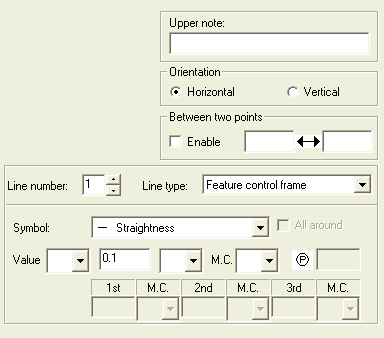 Upper note:
Orientation
Horizontal Vertical
Between two points
Enable
Line number: 1 Line type: Feature control frame
Symbol: — Straightness All around
Value 0.1 M.C. Ⓟ
1st M.C. 2nd M.C. 3rd M.C.